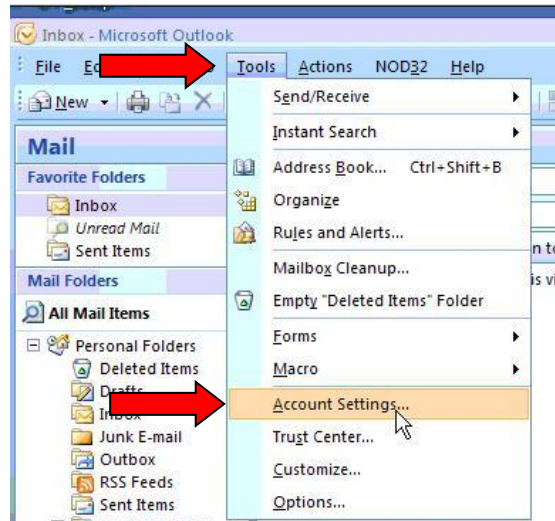 Inbox - Microsoft Outlook
File Tools Actions NOD32 Help
New
Mail
Favorite Folders
Inbox
Unread Mail
Sent Items
Mail Folders
All Mail Items
Personal Folders
Deleted Items
Drafts
Inbox
Junk E-mail
Outbox
RSS Feeds
Sent Items
Send/Receive
Instant Search
Address Book... Ctrl+Shift+B
Organize
Rules and Alerts...
Mailbox Cleanup...
Empty "Deleted Items" Folder
Forms
Macro
Account Settings...
Trust Center...
Customize...
Options...